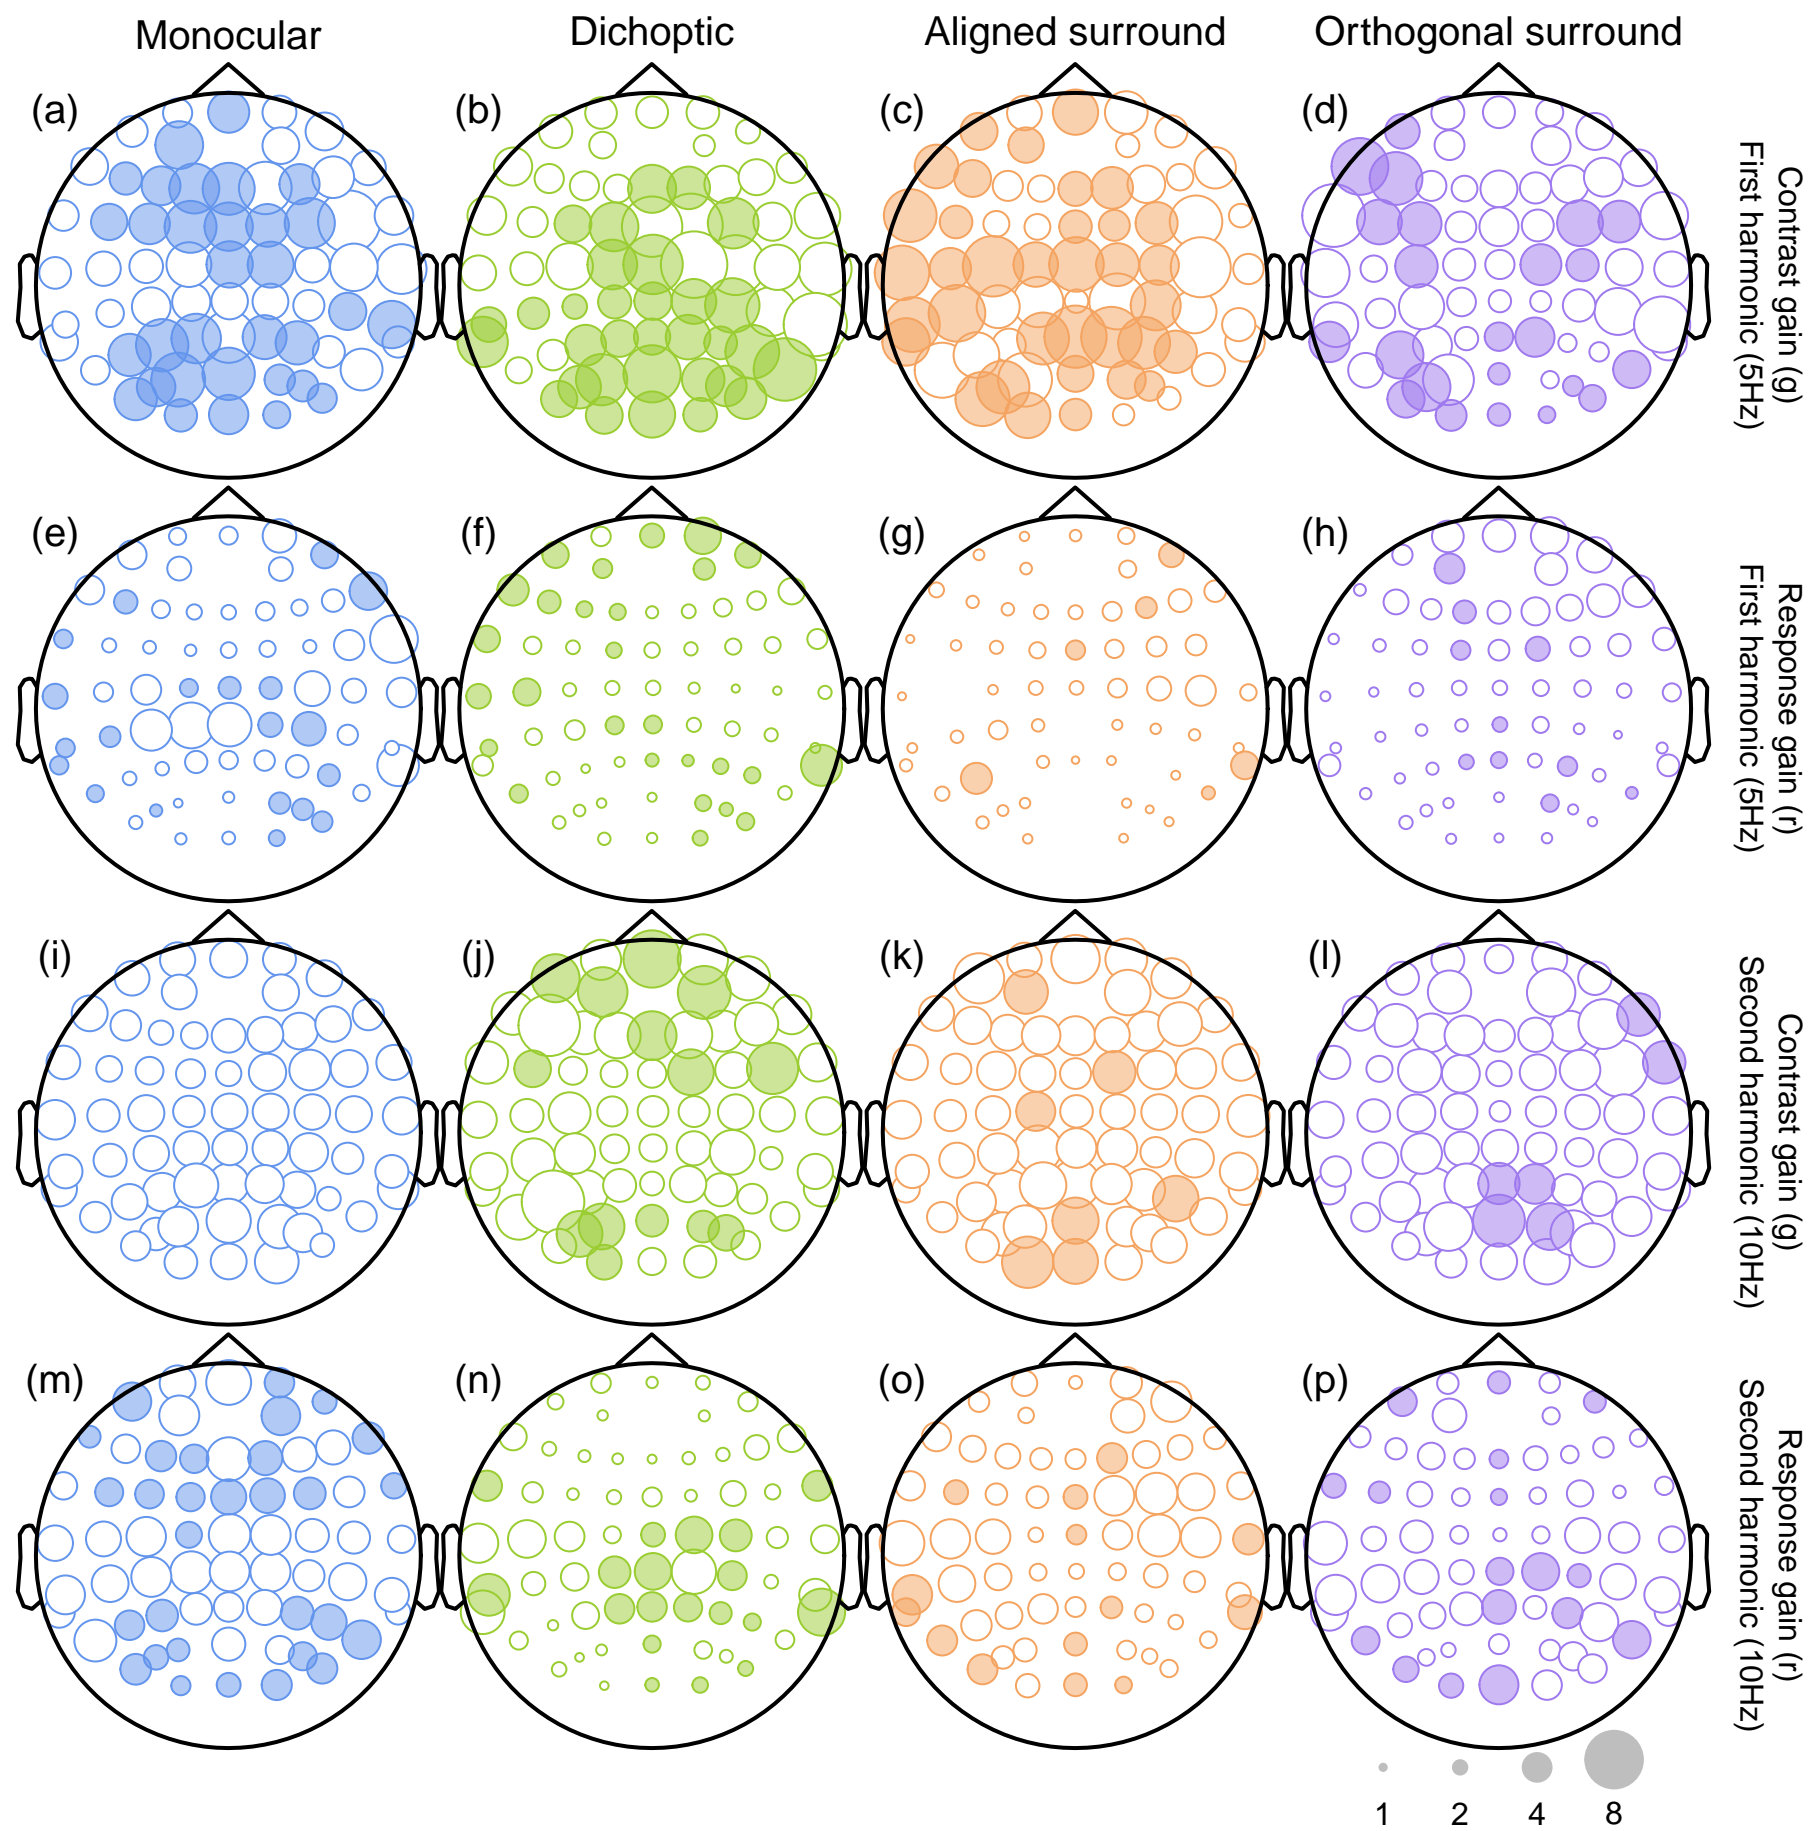 Monocular
Dichoptic
Aligned surround
Orthogonal surround
(a)
(b)
(c)
(d)
Contrast gain (g)
First harmonic (5Hz)
(e)
(f)
(g)
(h)
Response gain (r)
First harmonic (5Hz)
(i)
(j)
(k)
(l)
Contrast gain (g)
Second harmonic (10Hz)
(m)
(n)
(o)
(p)
Response gain (r)
Second harmonic (10Hz)
1
2
4
8